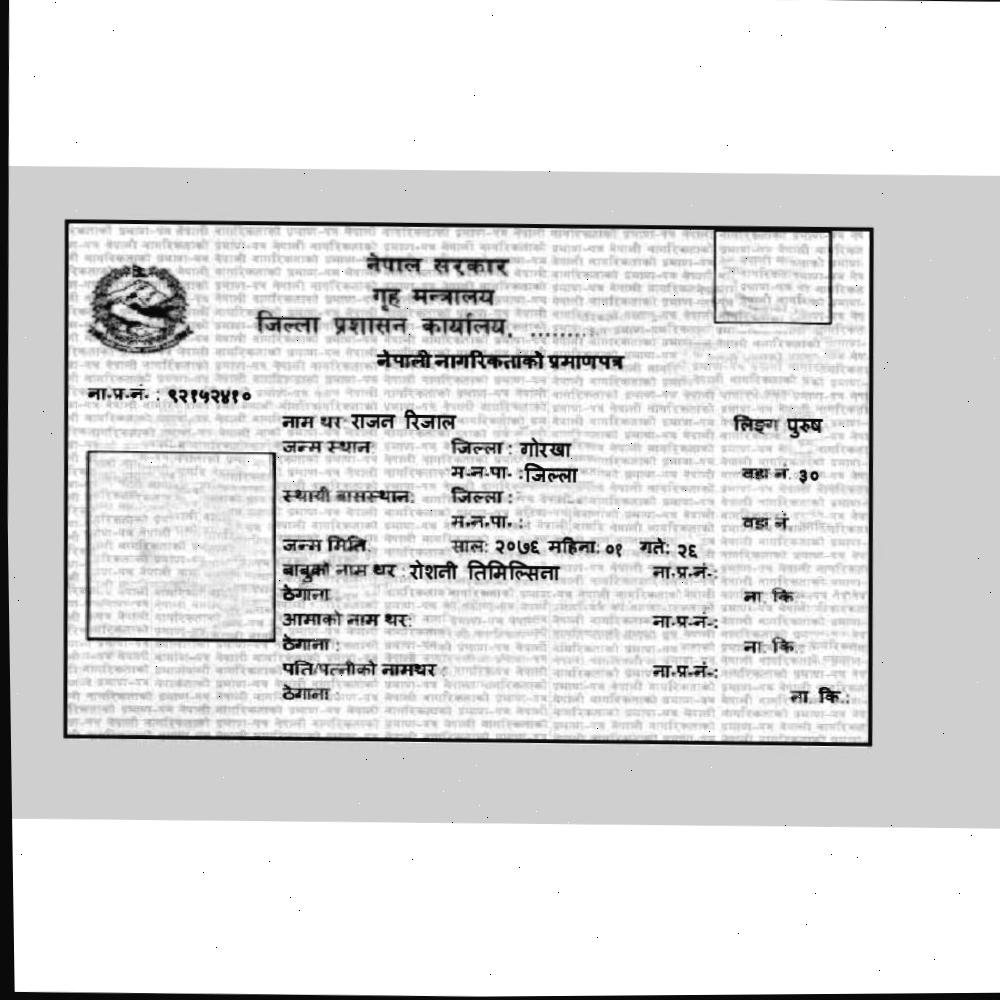 नेपाल सरकार
गृह मन्त्रालय
जिल्ला प्रशासन कार्यालय, ..........
नेपाली नागरिकताको प्रमाणपत्र
ना.प्र.नं. : ९२१५२४१०
नाम थर राजन रिजाल लिङ्ग पुरुष
जन्म स्थान: जिल्ला : गोरखा
म.न.पा. :जिल्ला वडा नं. ३०
स्थायी बासस्थान: जिल्ला :
म.न.पा. : वडा नं.
जन्म मिति: साल: २०७६ महिना: ०१ गते: २६
बाबुको नाम थर : रोशनी तिमिल्सिना ना.प्र.नं.:
ठेगाना : ना. कि.
आमाको नाम थर: ना.प्र.नं.:
ठेगाना : ना. कि.:
पति/पत्नीको नामथर : ना.प्र.नं.:
ठेगाना : ना. कि.: